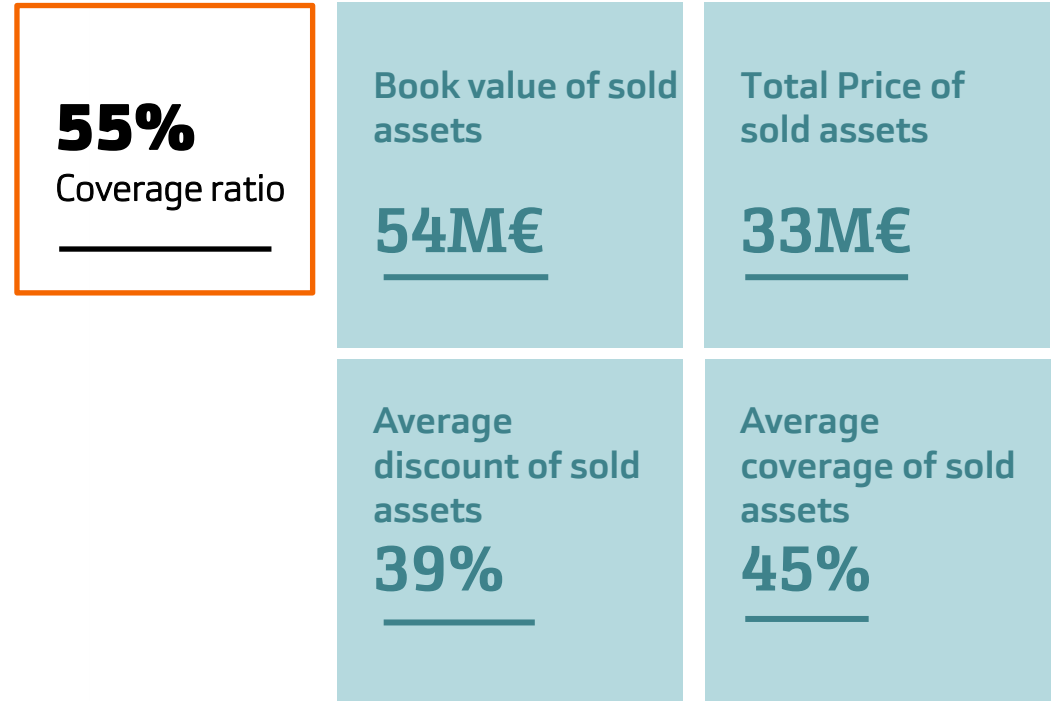 55%
Coverage ratio
Book value of sold
assets
54M€
Total Price of
sold assets
33M€
Average
discount of sold
assets
39%
Average
coverage of sold
assets
45%